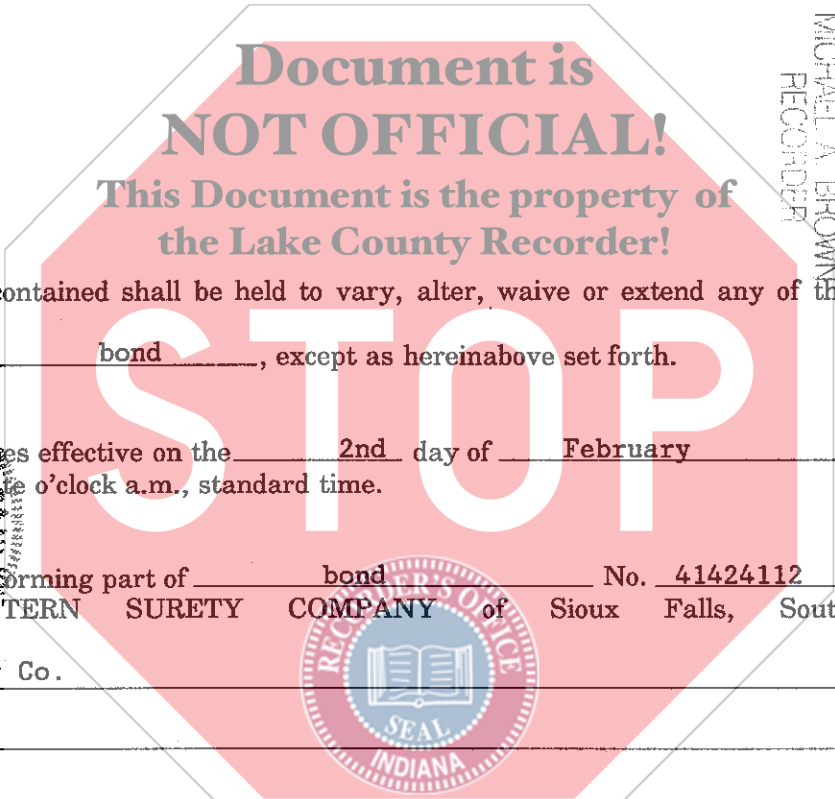 Document is
NOT OFFICIAL!
This Document is the property of
the Lake County Recorder!
MICHAEL A BROWN
RECORDER
ontained shall be held to vary, alter, waive or extend any of th
bond , except as hereinabove set forth.
STOP
es effective on the 2nd day of February
te o'clock a.m., standard time.
orming part of bond No. 41424112
TERN SURETY COMPANY of Sioux Falls, Sout
Co.
RECORDER'S OFFICE
SEAL
INDIANA